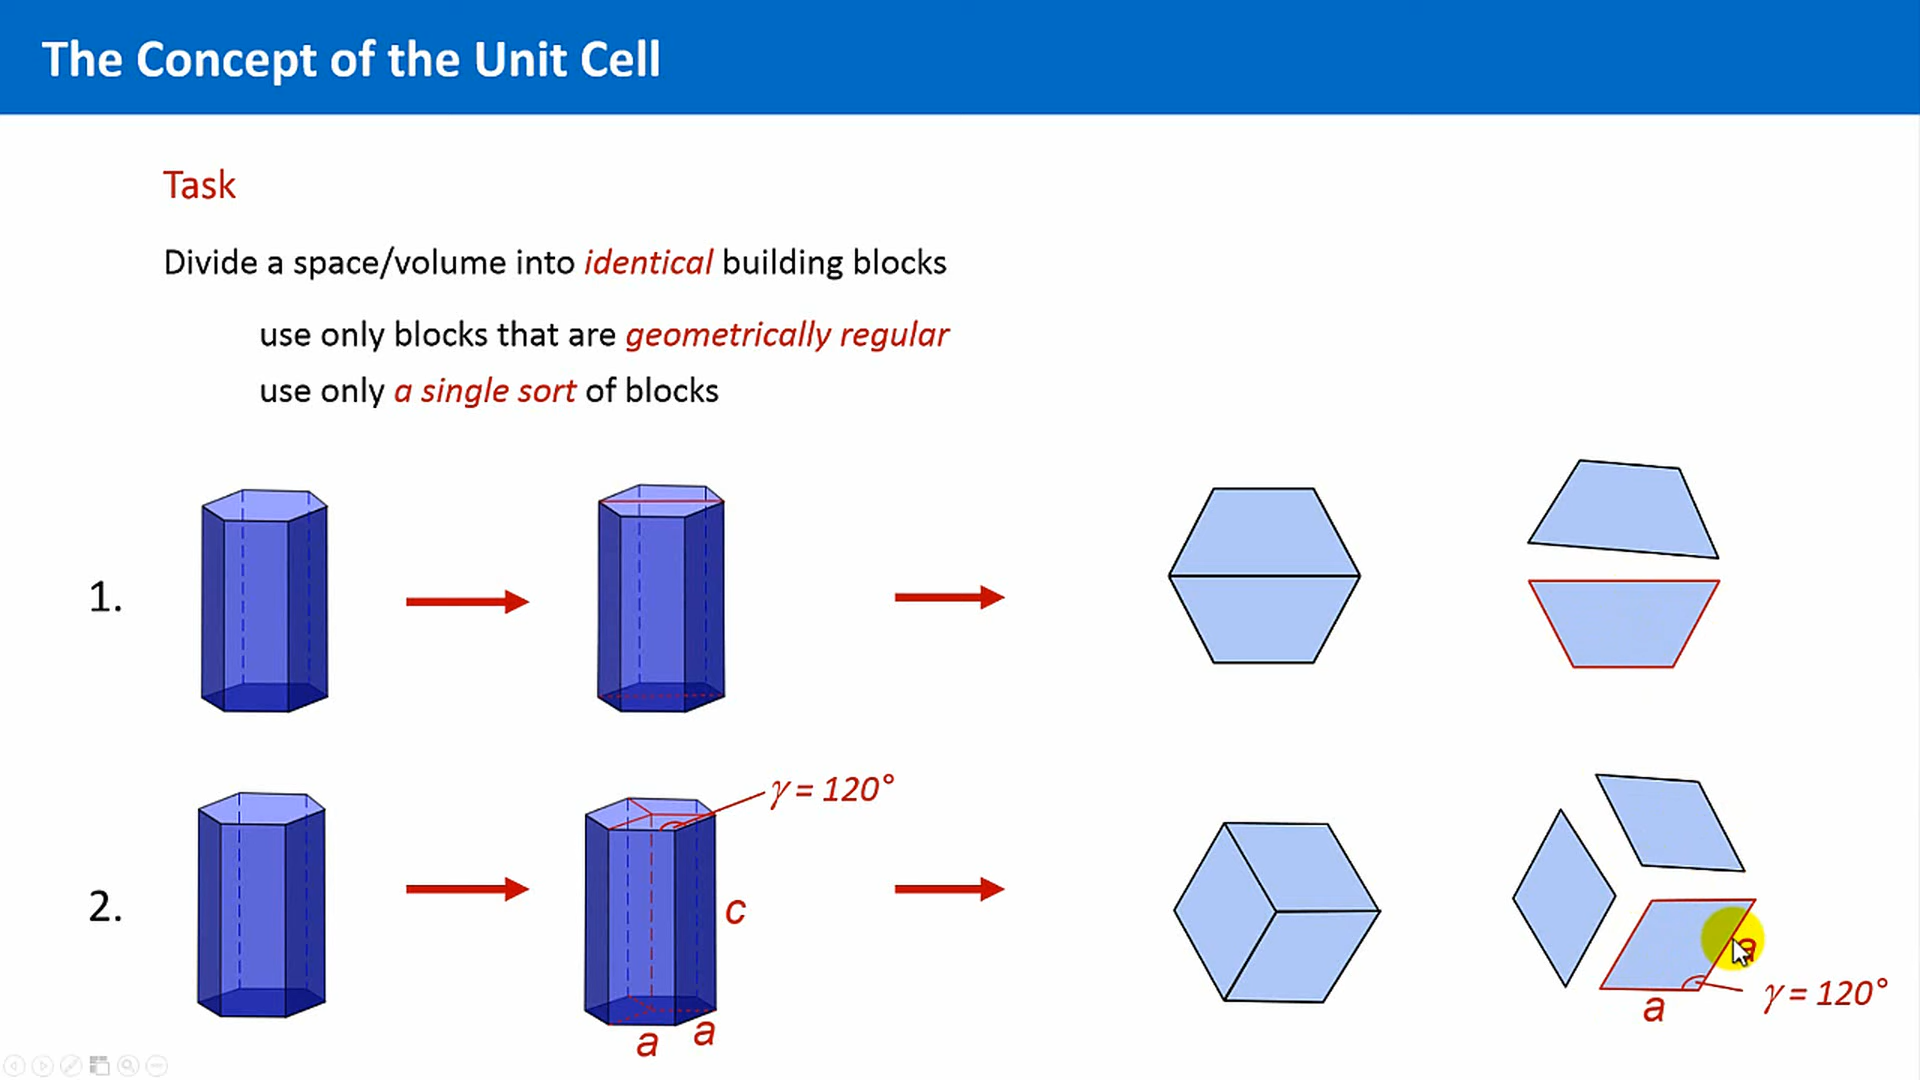 The Concept of the Unit Cell
Task
Divide a space/volume into identical building blocks
use only blocks that are geometrically regular
use only a single sort of blocks
1.
2.
γ = 120°
c
a
a
a
a
γ = 120°